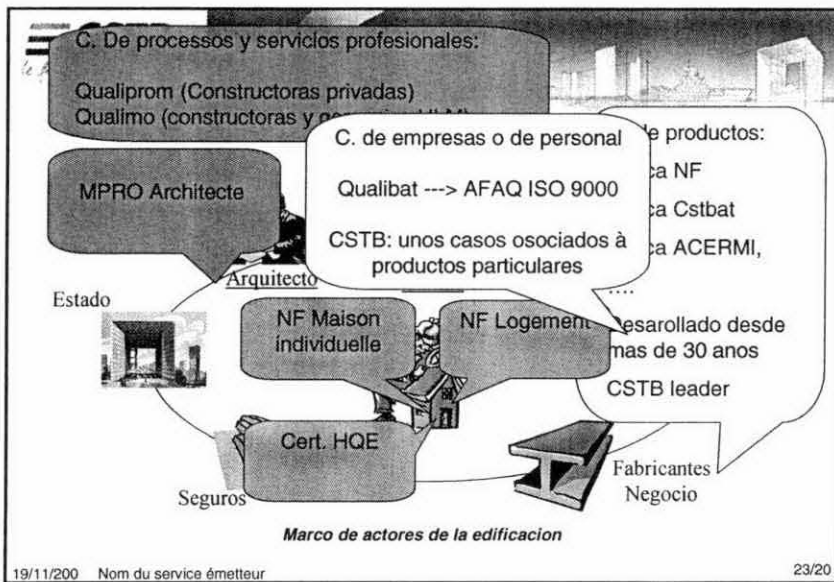 C. De processos y servicios profesionales:
Qualiprom (Constructoras privadas)
Qualimo (constructoras y
C. de empresas o de personal
Qualibat ---> AFAQ ISO 9000
CSTB: unos casos osociados à
productos particulares
de productos:
NF
Cstbat
ACERMI,
....
Desarollado desde
mas de 30 anos
CSTB leader
MPRO Architecte
Arquitecto
Estado
NF Maison
individuelle
NF Logement
Cert. HQE
Seguros
Fabricantes
Negocio
Marco de actores de la edificacion
19/11/200 Nom du service émetteur
23/20